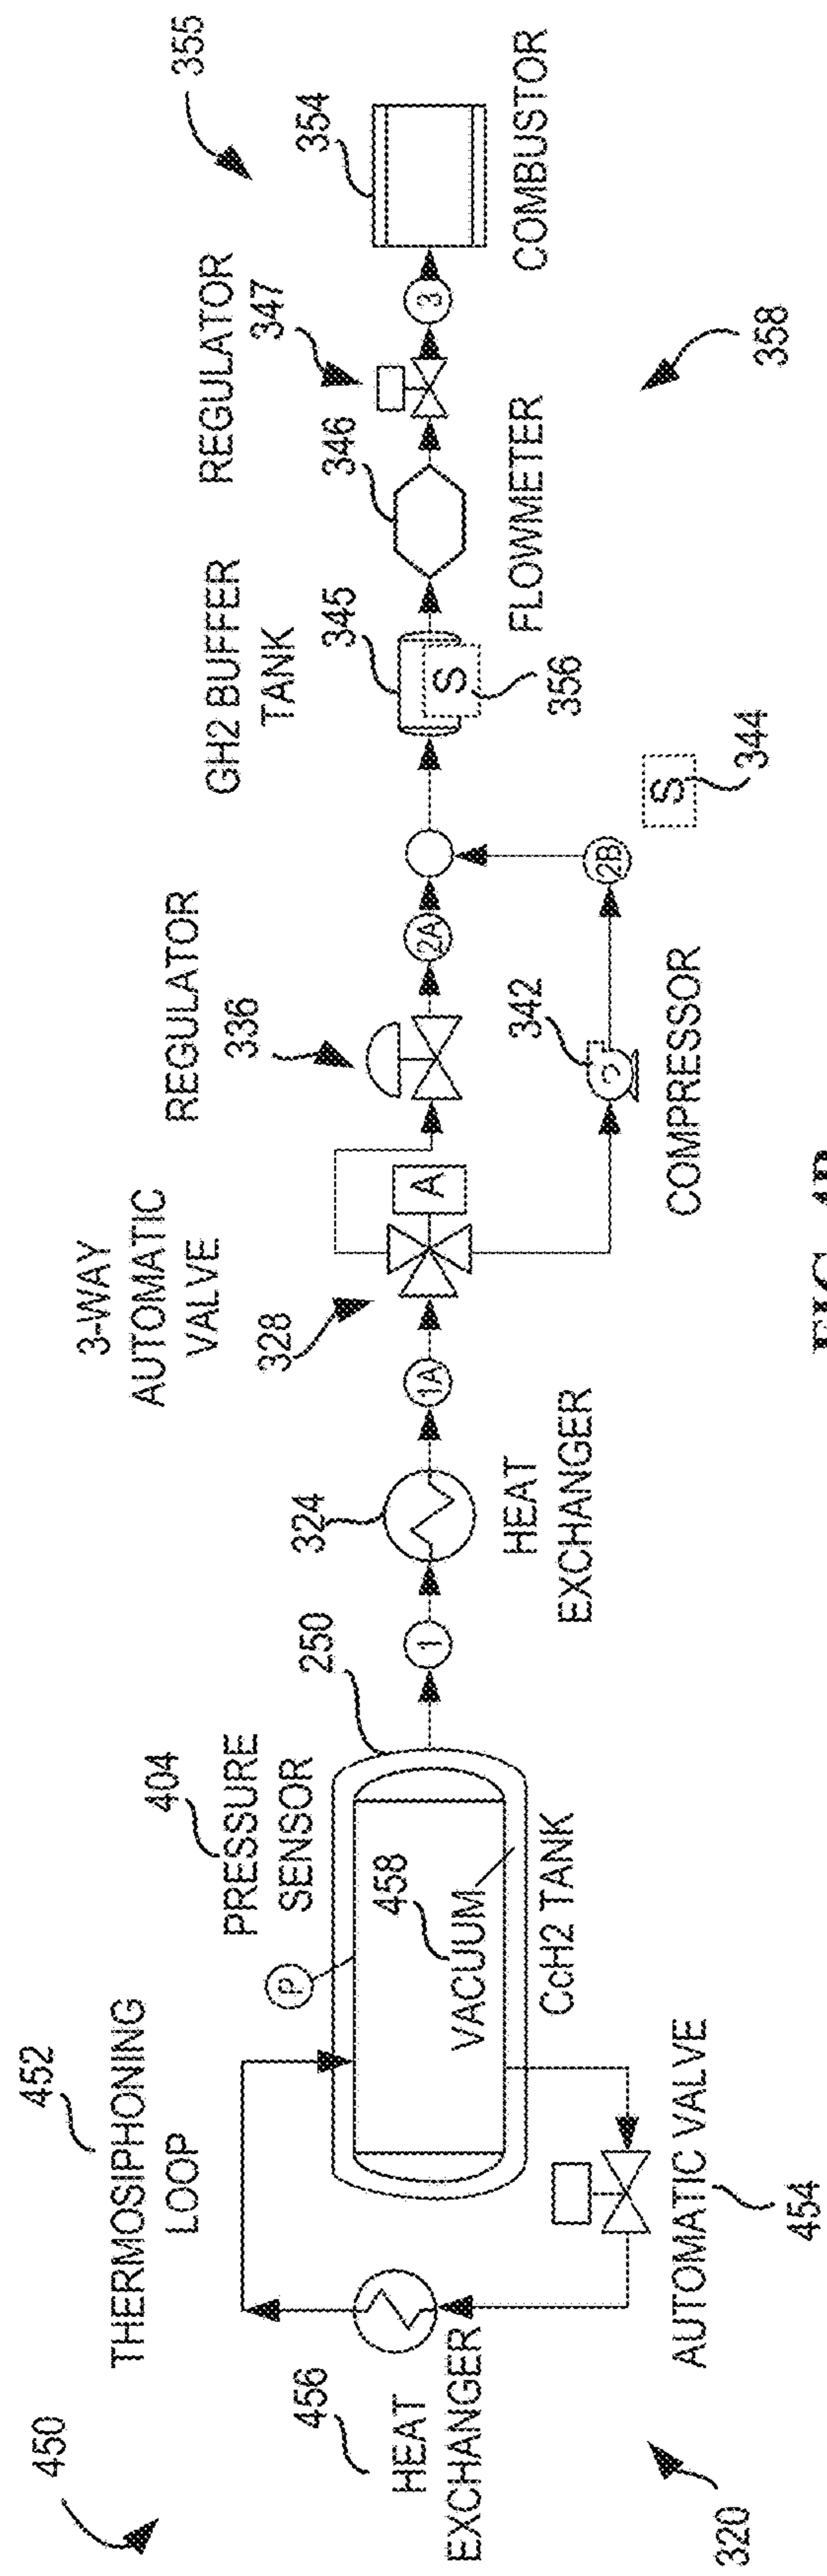 450
THERMOSIPHONING
LOOP
452
404
PRESSURE
SENSOR
P
250
VACUUM
458
CcH2 TANK
456
HEAT
EXCHANGER
AUTOMATIC VALVE
454
320
1
324
HEAT
EXCHANGER
1A
3-WAY
AUTOMATIC
VALVE
328
A
REGULATOR
336
2A
342
COMPRESSOR
2B
S
344
GH2 BUFFER
TANK
345
S
356
346
FLOWMETER
REGULATOR
347
3
354
COMBUSTOR
355
358